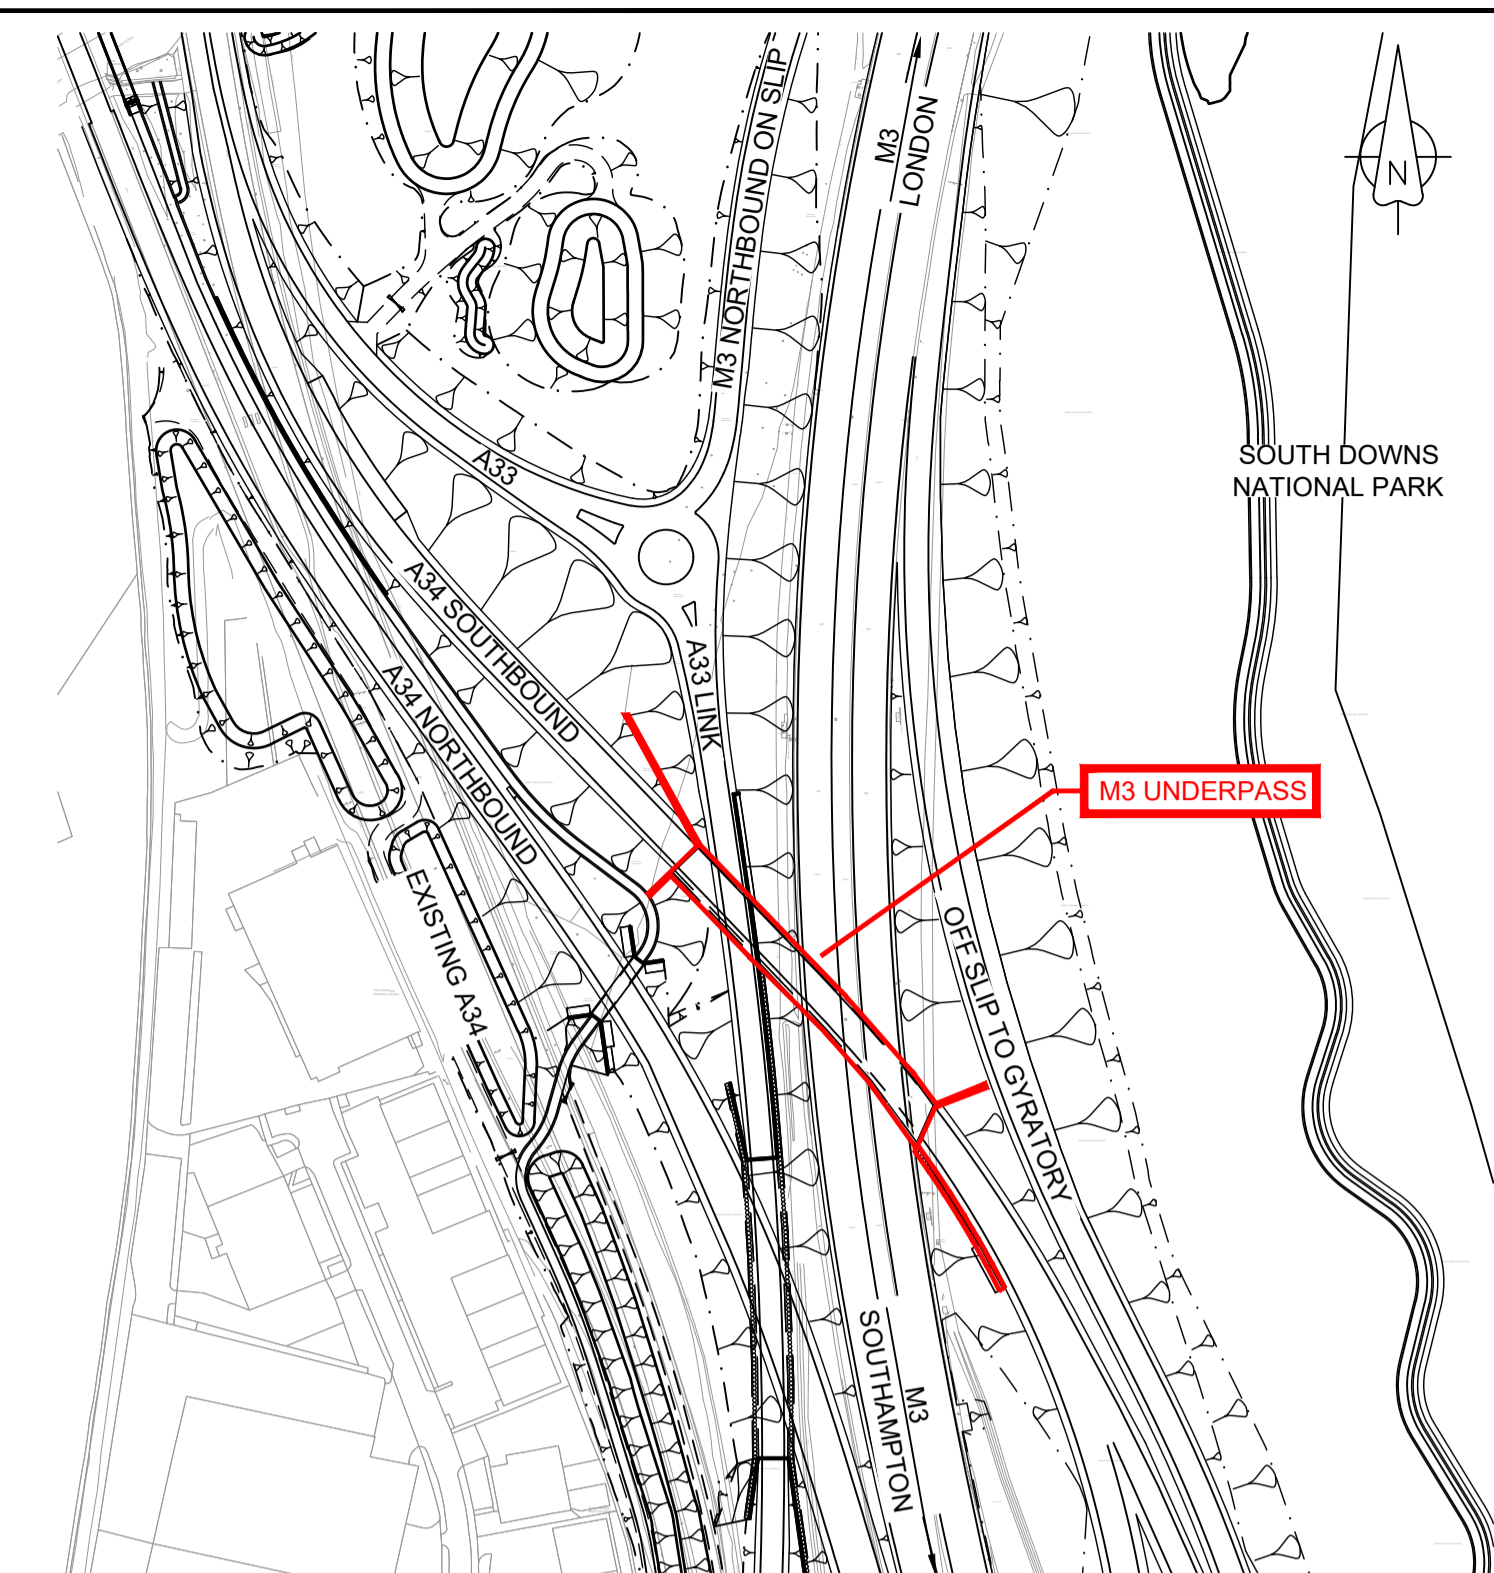 M3 NORTHBOUND ON SLIP
M3
LONDON
N
SOUTH DOWNS
NATIONAL PARK
A33
A34 SOUTHBOUND
A33 LINK
A34 NORTHBOUND
M3 UNDERPASS
EXISTING A34
OFF SLIP TO GYRATORY
M3
SOUTHAMPTON